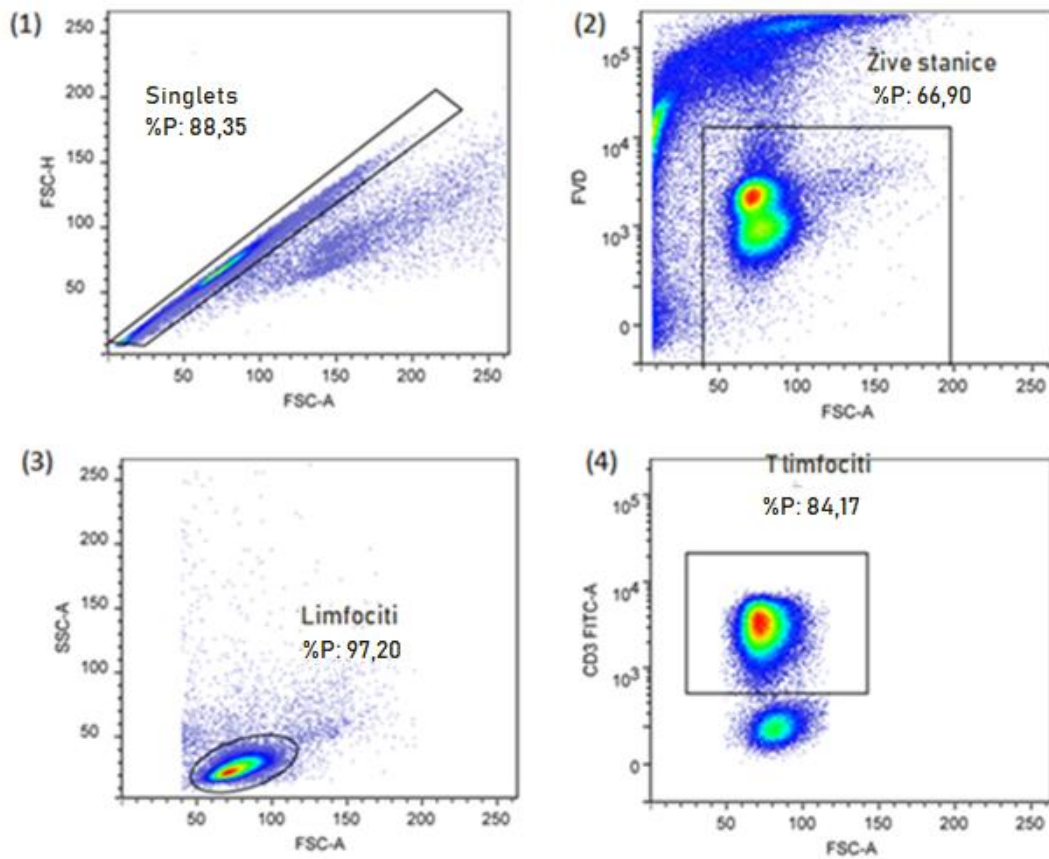 (1)
250
200
150
100
50
FSC-H
Singlets
%P: 88,35
50
100
150
200
250
FSC-A
(2)
10⁵
10⁴
10³
0
FVD
Žive stanice
%P: 66,90
50
100
150
200
250
FSC-A
(3)
250
200
150
100
50
SSC-A
Limfociti
%P: 97,20
50
100
150
200
250
FSC-A
(4)
T limfociti
%P: 84,17
10⁵
10⁴
10³
0
CD3 FITC-A
50
100
150
200
250
FSC-A